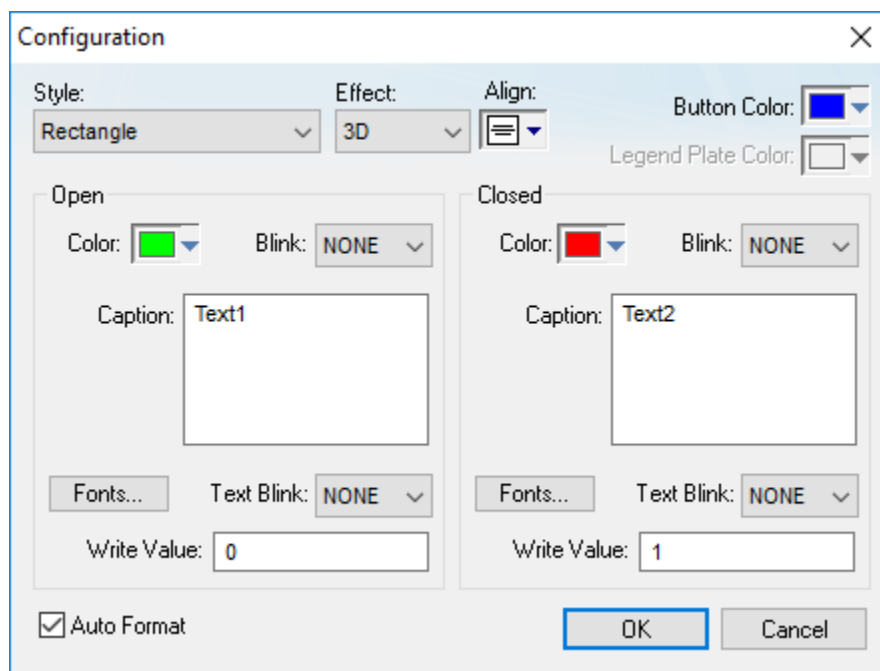 Configuration
Style: Effect: Align:
Rectangle 3D Button Color:
Legend Plate Color:
Open Closed
Color: Blink: NONE Color: Blink: NONE
Caption: Text1 Caption: Text2
Fonts... Text Blink: NONE Fonts... Text Blink: NONE
Write Value: 0 Write Value: 1
Auto Format OK Cancel